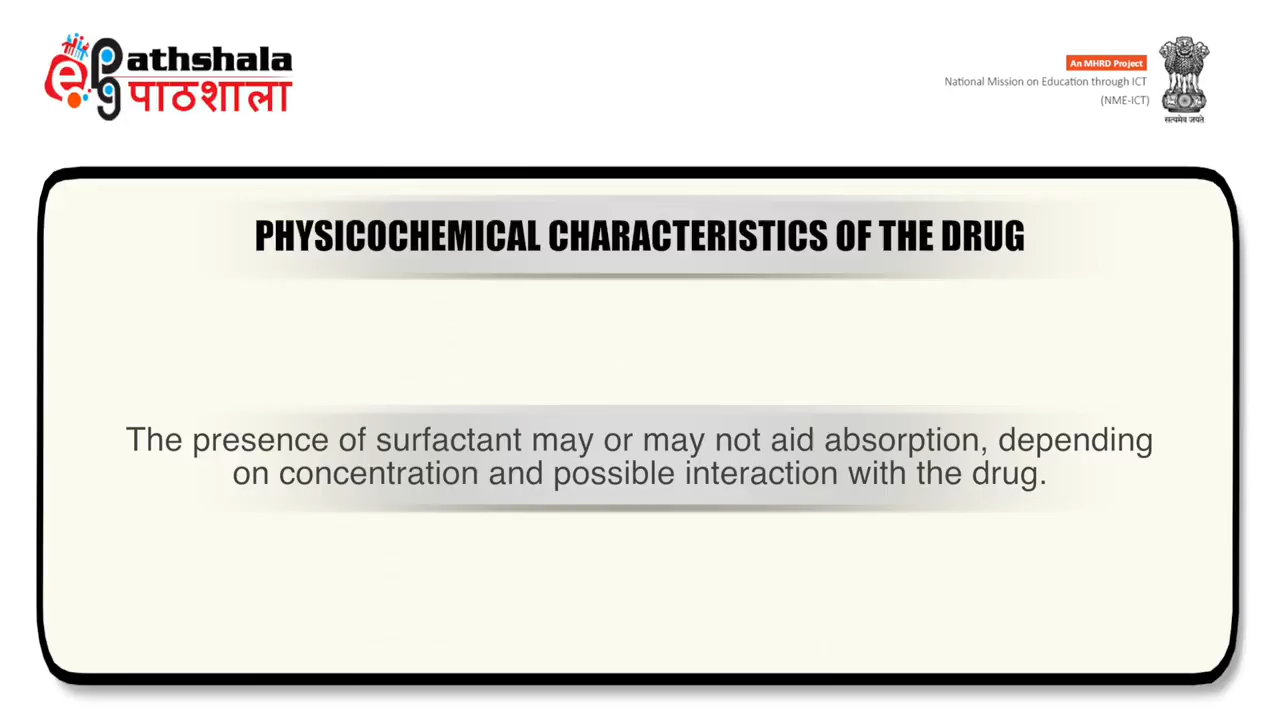 ePG athshala
पाठशाला
An MHRD Project
National Mission on Education through ICT
(NME-ICT)
सत्यमेव जयते
PHYSICOCHEMICAL CHARACTERISTICS OF THE DRUG
The presence of surfactant may or may not aid absorption, depending
on concentration and possible interaction with the drug.